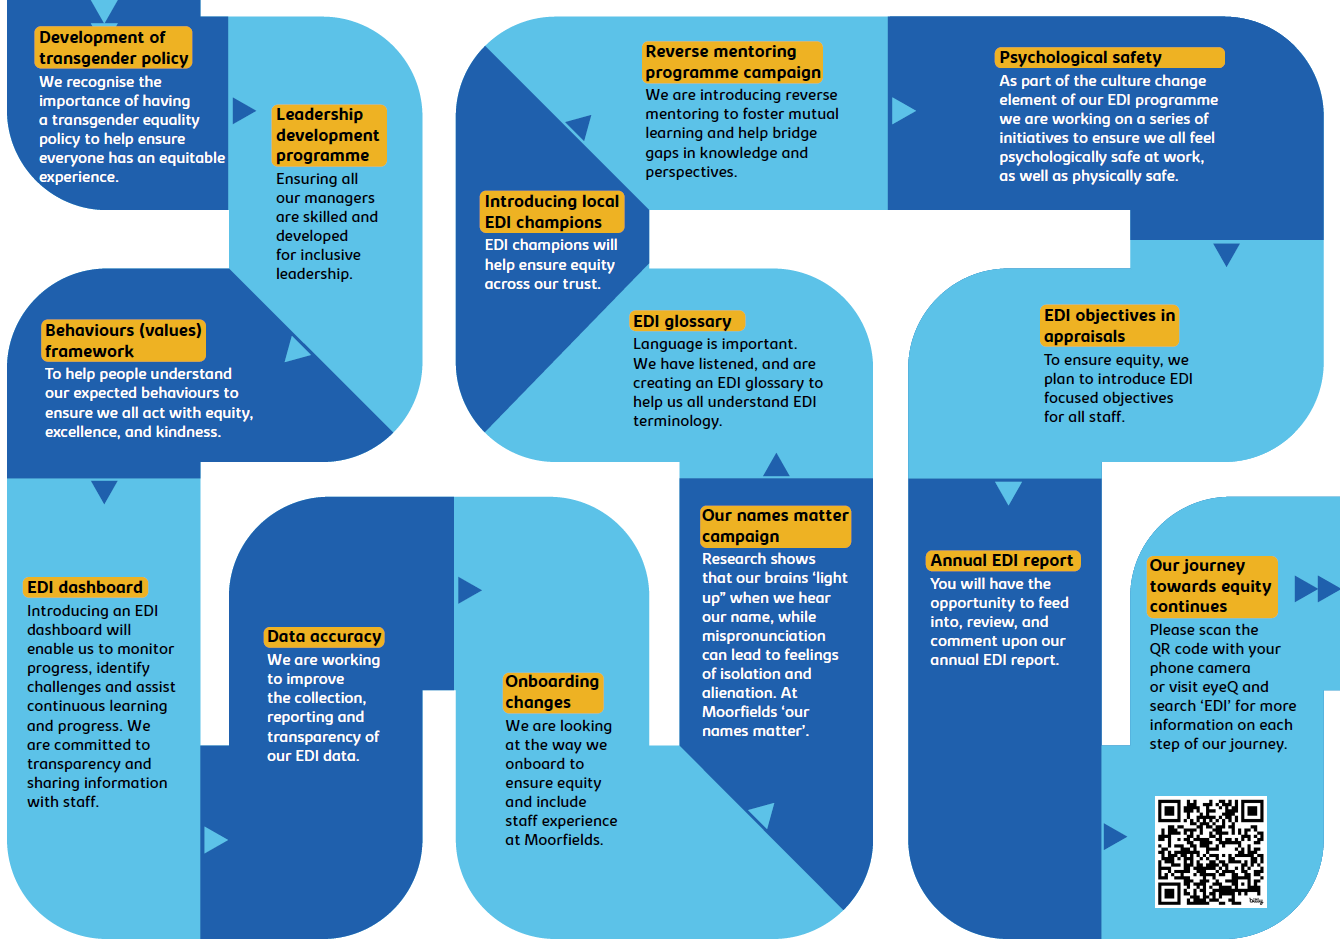 Development of
transgender policy
We recognise the
importance of having
a transgender equality
policy to help ensure
everyone has an equitable
experience.
Leadership
development
programme
Ensuring all
our managers
are skilled and
developed
for inclusive
leadership.
Behaviours (values)
framework
To help people understand
our expected behaviours to
ensure we all act with equity,
excellence, and kindness.
EDI dashboard
Introducing an EDI
dashboard will
enable us to monitor
progress, identify
challenges and assist
continuous learning
and progress. We
are committed to
transparency and
sharing information
with staff.
Data accuracy
We are working
to improve
the collection,
reporting and
transparency of
our EDI data.
Onboarding
changes
We are looking
at the way we
onboard to
ensure equity
and include
staff experience
at Moorfields.
Our names matter
campaign
Research shows
that our brains ‘light
up” when we hear
our name, while
mispronunciation
can lead to feelings
of isolation and
alienation. At
Moorfields ‘our
names matter’.
EDI glossary
Language is important.
We have listened, and are
creating an EDI glossary to
help us all understand EDI
terminology.
Introducing local
EDI champions
EDI champions will
help ensure equity
across our trust.
Reverse mentoring
programme campaign
We are introducing reverse
mentoring to foster mutual
learning and help bridge
gaps in knowledge and
perspectives.
Psychological safety
As part of the culture change
element of our EDI programme
we are working on a series of
initiatives to ensure we all feel
psychologically safe at work,
as well as physically safe.
EDI objectives in
appraisals
To ensure equity, we
plan to introduce EDI
focused objectives
for all staff.
Annual EDI report
You will have the
opportunity to feed
into, review, and
comment upon our
annual EDI report.
Our journey
towards equity
continues
Please scan the
QR code with your
phone camera
or visit eyeQ and
search ‘EDI’ for more
information on each
step of our journey.
bitly